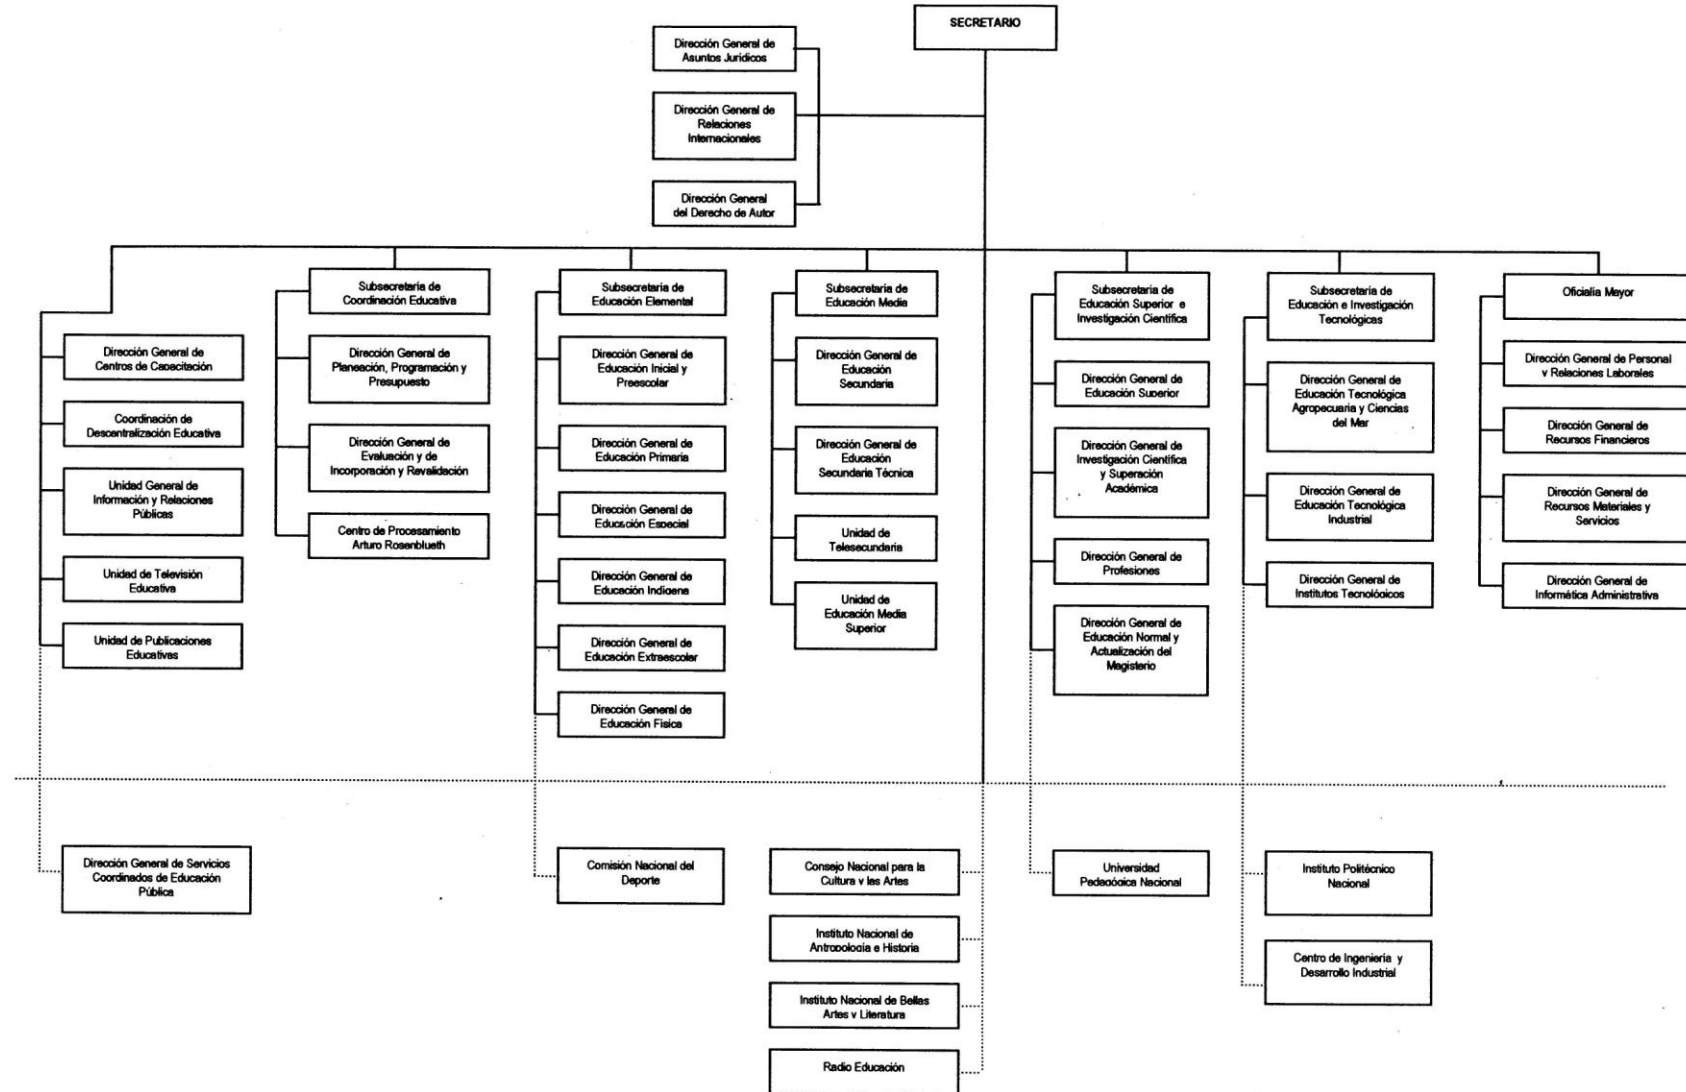 SECRETARIO
Dirección General de
Asuntos Jurídicos
Dirección General de
Relaciones
Internacionales
Dirección General
del Derecho de Autor
Dirección General de
Centros de Capacitación
Coordinación de
Descentralización Educativa
Unidad General de
Información y Relaciones
Públicas
Unidad de Televisión
Educativa
Unidad de Publicaciones
Educativas
Subsecretaría de
Coordinación Educativa
Dirección General de
Planeación, Programación y
Presupuesto
Dirección General de
Evaluación y de
Incorporación y Revalidación
Centro de Procesamiento
Arturo Rosenblueth
Subsecretaría de
Educación Elemental
Dirección General de
Educación Inicial y
Preescolar
Dirección General de
Educación Primaria
Dirección General de
Educación Especial
Dirección General de
Educación Indígena
Dirección General de
Educación Extraescolar
Dirección General de
Educación Física
Subsecretaría de
Educación Media
Dirección General de
Educación
Secundaria
Dirección General de
Educación
Secundaria Técnica
Unidad de
Telesecundaria
Unidad de
Educación Media
Superior
Subsecretaría de
Educación Superior e
Investigación Científica
Dirección General de
Educación Superior
Dirección General de
Investigación Científica
y Superación
Académica
Dirección General de
Profesiones
Dirección General de
Educación Normal y
Actualización del
Magisterio
Subsecretaría de
Educación e Investigación
Tecnológicas
Dirección General de
Educación Tecnológica
Agropecuaria y Ciencias
del Mar
Dirección General de
Educación Tecnológica
Industrial
Dirección General de
Institutos Tecnológicos
Oficialía Mayor
Dirección General de Personal
y Relaciones Laborales
Dirección General de
Recursos Financieros
Dirección General de
Recursos Materiales y
Servicios
Dirección General de
Informática Administrativa
Dirección General de Servicios
Coordinados de Educación
Pública
Comisión Nacional del
Deporte
Consejo Nacional para la
Cultura y las Artes
Instituto Nacional de
Antropología e Historia
Instituto Nacional de Bellas
Artes y Literatura
Radio Educación
Universidad
Pedagógica Nacional
Instituto Politécnico
Nacional
Centro de Ingeniería y
Desarrollo Industrial